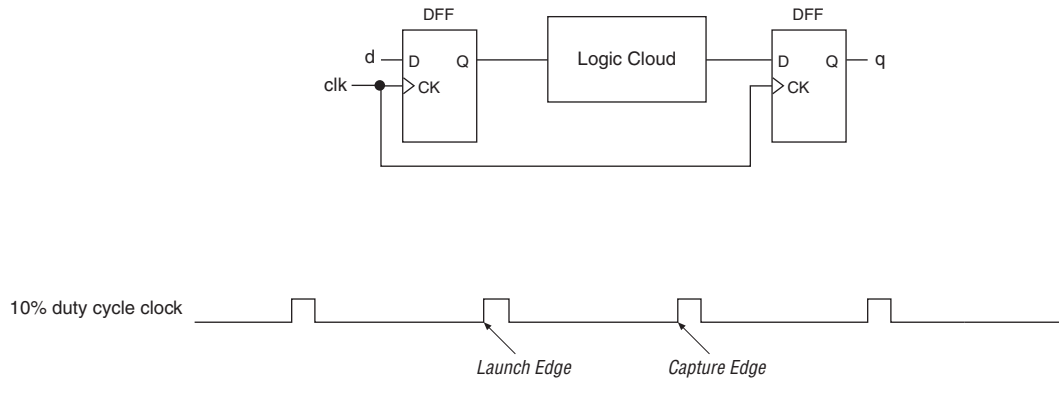 DFF
DFF
d
D
Q
Logic Cloud
D
Q
q
clk
CK
CK
10% duty cycle clock
Launch Edge
Capture Edge